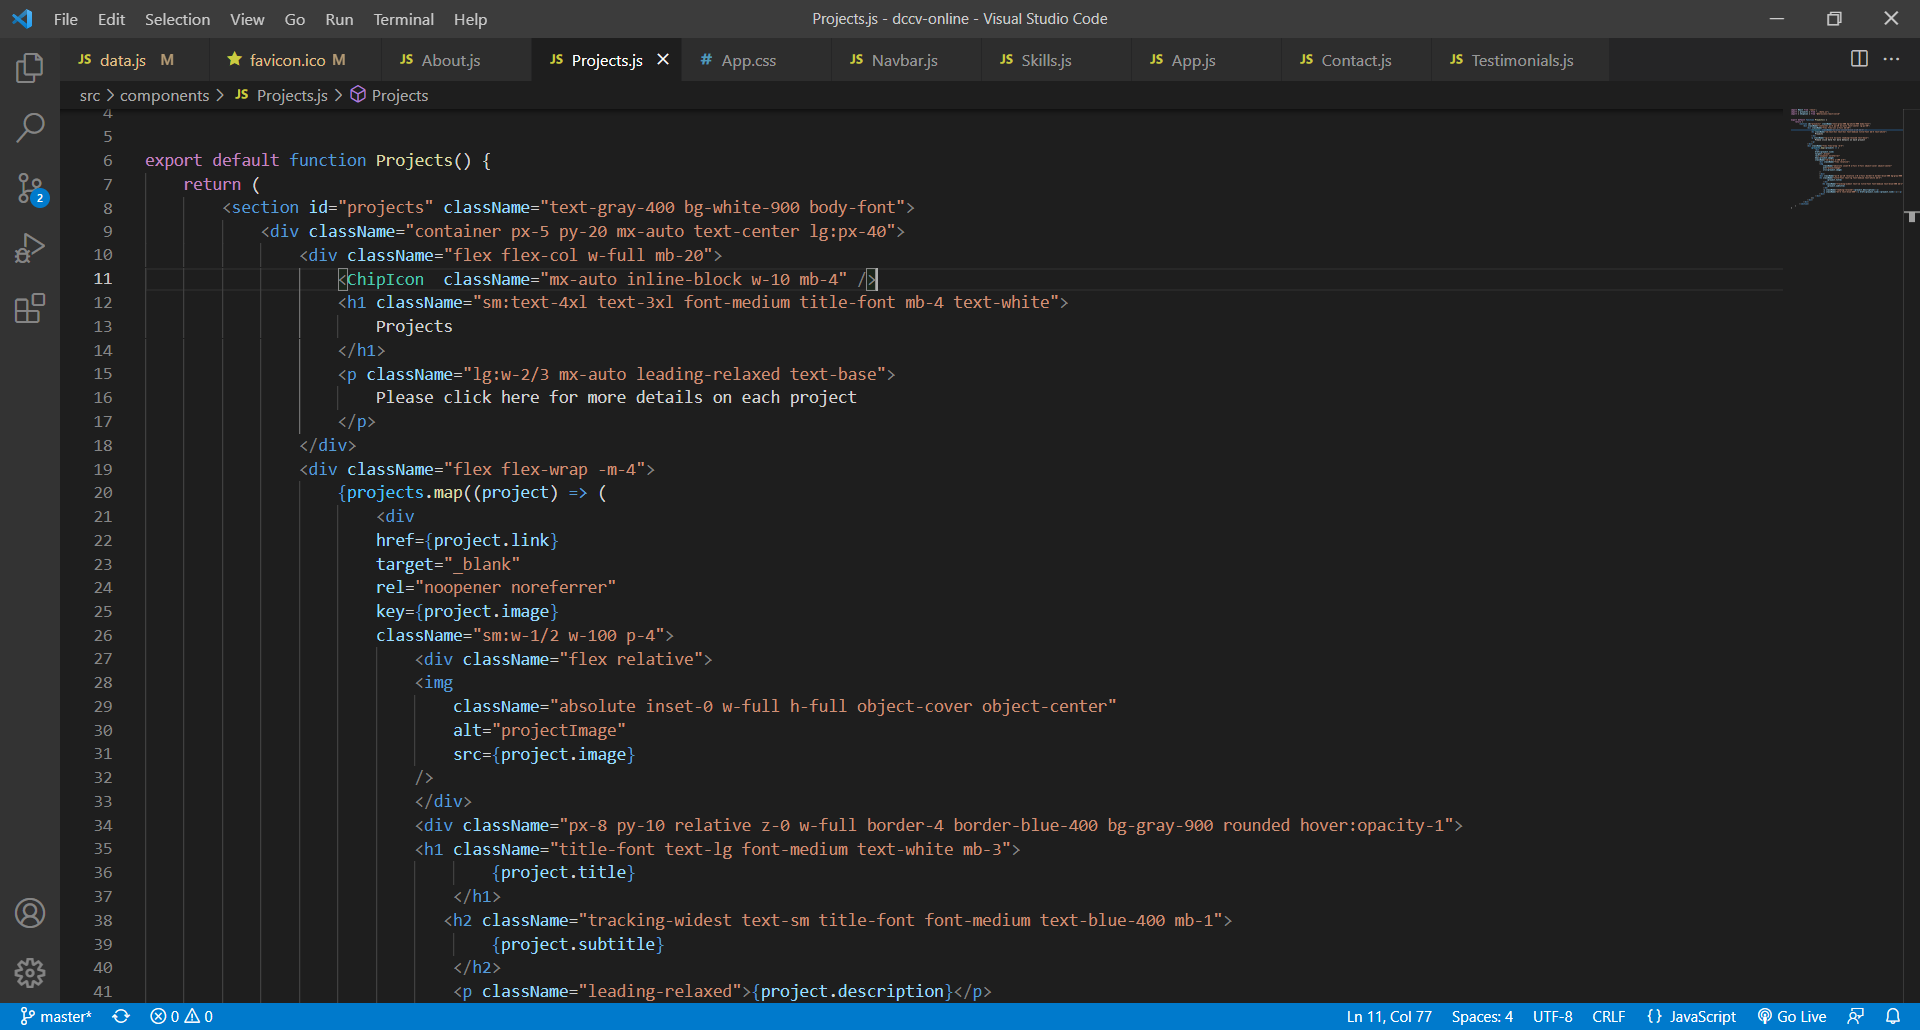 File Edit Selection View Go Run Terminal Help
Projects.js - dccv-online - Visual Studio Code
JS data.js M
favicon.ico M
JS About.js
JS Projects.js
# App.css
JS Navbar.js
JS Skills.js
JS App.js
JS Contact.js
JS Testimonials.js
src > components > JS Projects.js > Projects
4
5
6 export default function Projects() {
7 return (
8 <section id="projects" className="text-gray-400 bg-white-900 body-font">
9 <div className="container px-5 py-20 mx-auto text-center lg:px-40">
10 <div className="flex flex-col w-full mb-20">
11 <ChipIcon  className="mx-auto inline-block w-10 mb-4" />
12 <h1 className="sm:text-4xl text-3xl font-medium title-font mb-4 text-white">
13 Projects
14 </h1>
15 <p className="lg:w-2/3 mx-auto leading-relaxed text-base">
16 Please click here for more details on each project
17 </p>
18 </div>
19 <div className="flex flex-wrap -m-4">
20 {projects.map((project) => (
21 <div
22 href={project.link}
23 target="_blank"
24 rel="noopener noreferrer"
25 key={project.image}
26 className="sm:w-1/2 w-100 p-4">
27 <div className="flex relative">
28 <img
29 className="absolute inset-0 w-full h-full object-cover object-center"
30 alt="projectImage"
31 src={project.image}
32 />
33 </div>
34 <div className="px-8 py-10 relative z-0 w-full border-4 border-blue-400 bg-gray-900 rounded hover:opacity-1">
35 <h1 className="title-font text-lg font-medium text-white mb-3">
36 {project.title}
37 </h1>
38 <h2 className="tracking-widest text-sm title-font font-medium text-blue-400 mb-1">
39 {project.subtitle}
40 </h2>
41 <p className="leading-relaxed">{project.description}</p>
2
master* 0 0
Ln 11, Col 77 Spaces: 4 UTF-8 CRLF {} JavaScript Go Live